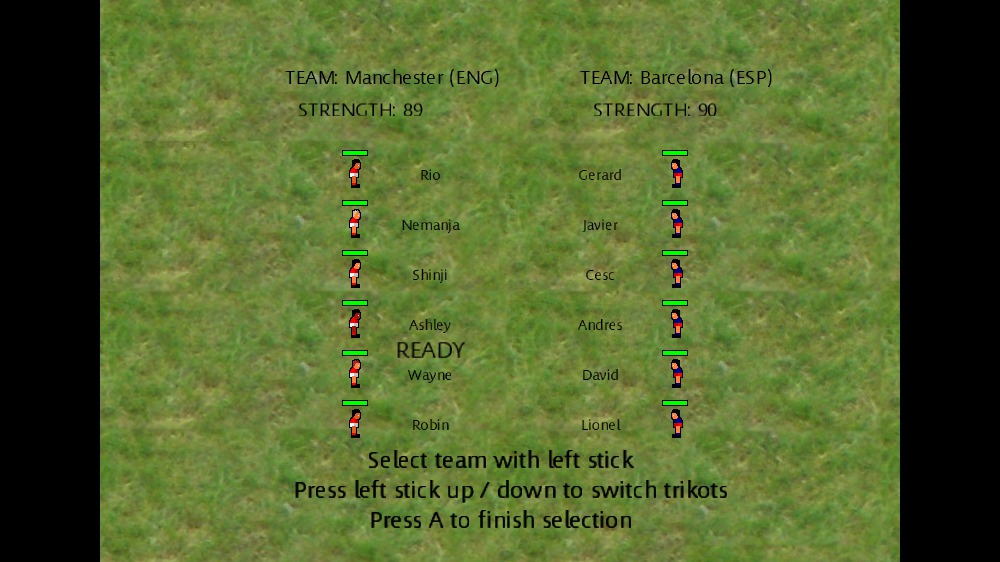 TEAM: Manchester (ENG)
STRENGTH: 89
Rio
Nemanja
Shinji
Ashley
READY
Wayne
Robin
TEAM: Barcelona (ESP)
STRENGTH: 90
Gerard
Javier
Cesc
Andres
David
Lionel
Select team with left stick
Press left stick up / down to switch trikots
Press A to finish selection